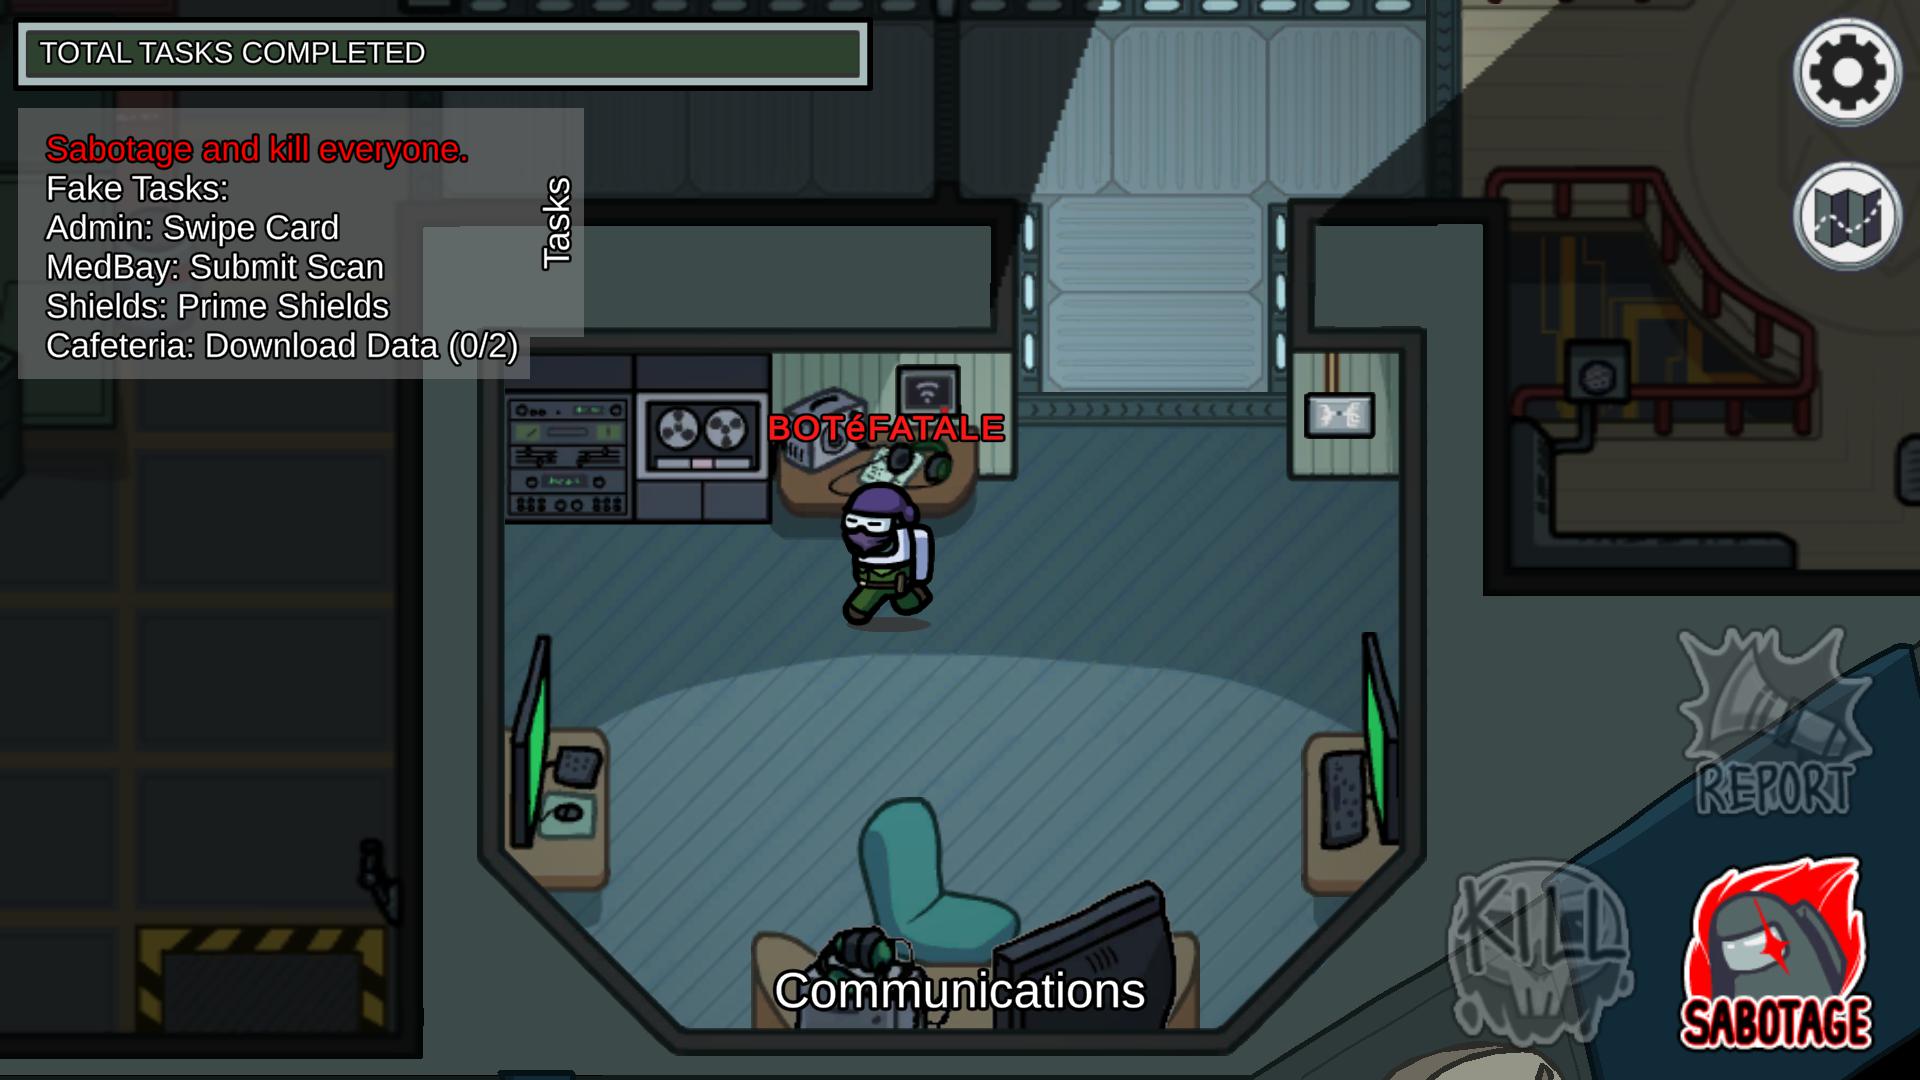 TOTAL TASKS COMPLETED
Sabotage and kill everyone.
Fake Tasks:
Admin: Swipe Card
MedBay: Submit Scan
Shields: Prime Shields
Cafeteria: Download Data (0/2)
Tasks
BOTéFATALE
REPORT
KILL
SABOTAGE
Communications